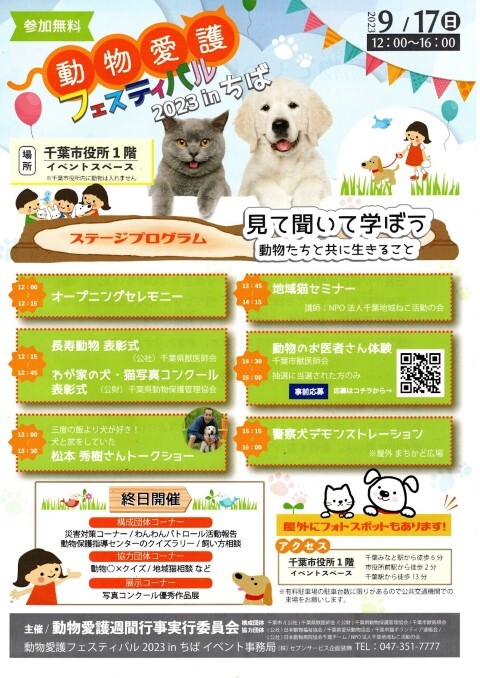 参加無料
動物愛護
フェスティバル
2023 in ちば
2023 9/17 日
12:00〜16:00
場所
千葉市役所1階
イベントスペース
※千葉市役所内に動物は入れません
ステージプログラム
見て聞いて学ぼう
動物たちと共に生きること
12:00
12:15
オープニングセレモニー
12:15
12:45
長寿動物 表彰式
（公社）千葉県獣医師会
わが家の犬・猫写真コンクール
表彰式 （公財）千葉県動物保護管理協会
13:00
13:30
三度の飯より犬が好き！
犬と旅をしていた
松本 秀樹さんトークショー
13:45
14:15
地域猫セミナー
講師：NPO法人千葉地域ねこ活動の会
14:30
16:00
動物のお医者さん体験
千葉市獣医師会
抽選に当選された方のみ
事前応募 応募はコチラから→
15:15
16:00
警察犬デモンストレーション
※屋外 まちかど広場
終日開催
構成団体コーナー
災害対策コーナー / わんわんパトロール活動報告
動物保護指導センターのクイズラリー / 飼い方相談
協力団体コーナー
動物〇×クイズ / 地域猫相談 など
展示コーナー
写真コンクール優秀作品展
屋外にフォトスポットもあります!
アクセス
千葉市役所1階
イベントスペース
千葉みなと駅から徒歩6分
市役所前駅から徒歩2分
千葉駅から徒歩13分
※有料駐車場の駐車台数に限りがあるので公共交通機関での
来場をお願いします。
主催 / 動物愛護週間行事実行委員会
構成団体
協力団体
動物愛護フェスティバル 2023 in ちば イベント事務局 ㈱セブンサービス企画装飾 TEL：047-351-7777